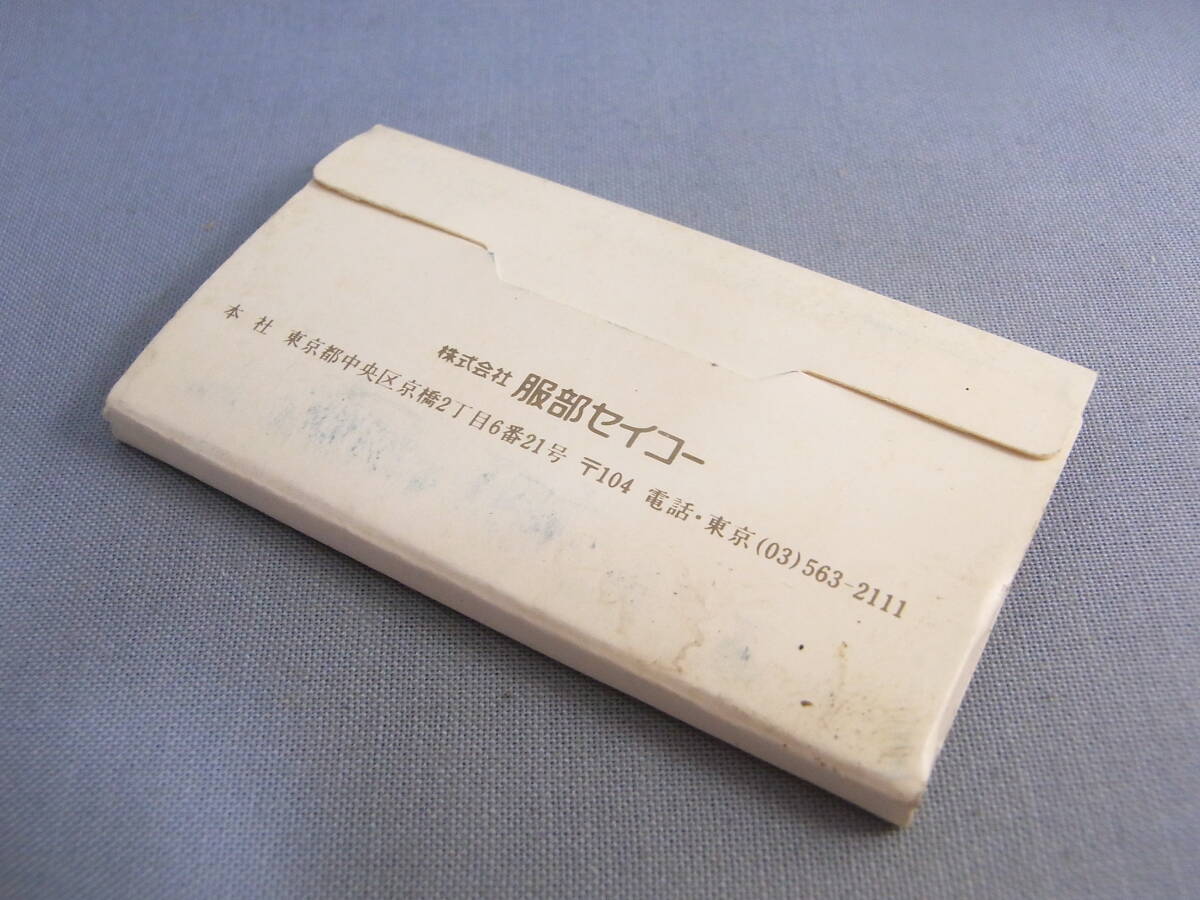 株式会社 服部セイコー
本社 東京都中央区京橋2丁目6番21号 〒104 電話・東京(03)563-2111